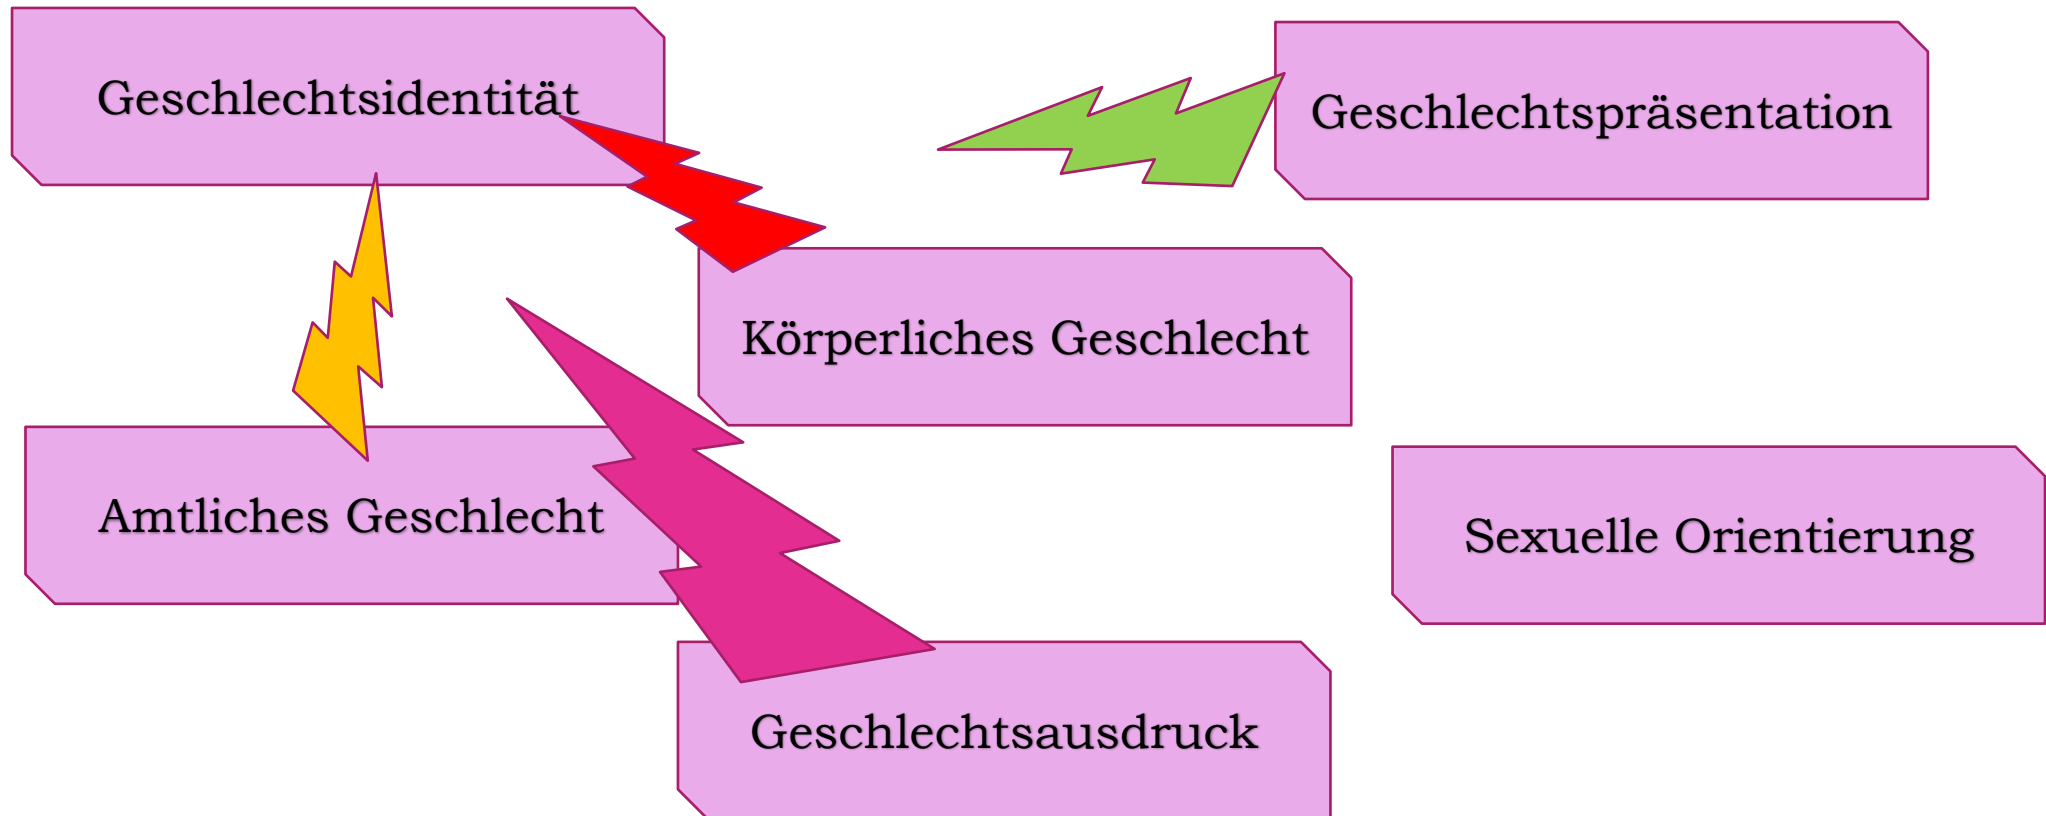 Geschlechtsidentität
Geschlechtspräsentation
Körperliches Geschlecht
Amtliches Geschlecht
Sexuelle Orientierung
Geschlechtsausdruck